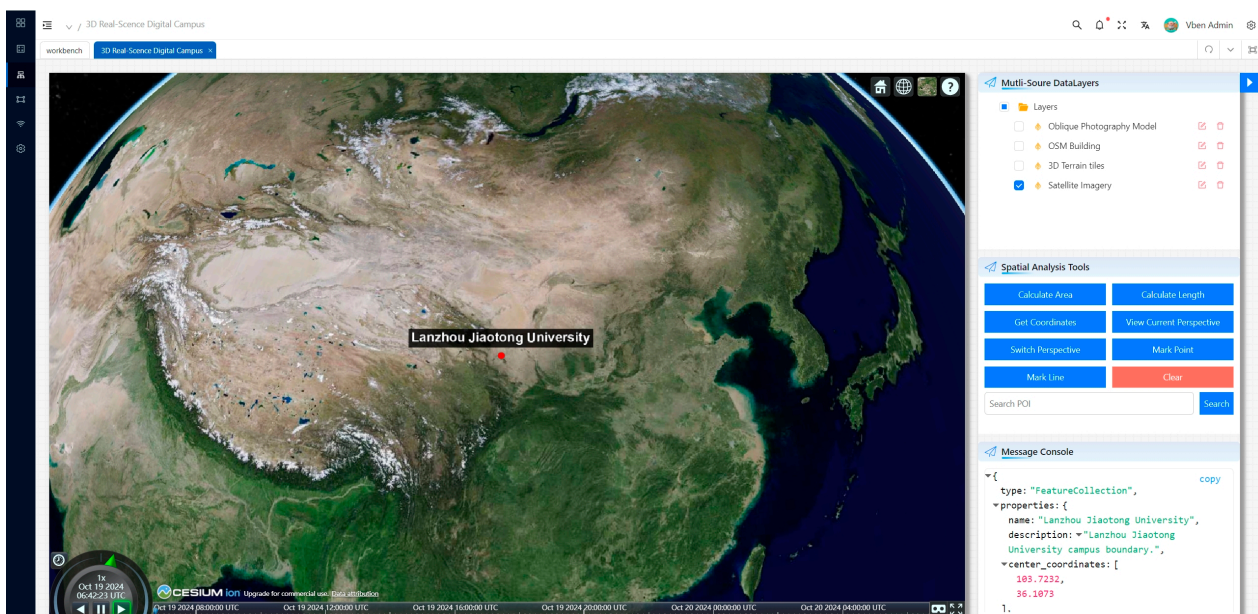 / 3D Real-Scence Digital Campus
Vben Admin
workbench
3D Real-Scence Digital Campus ×
Mutli-Soure DataLayers
Layers
Oblique Photography Model
OSM Building
3D Terrain tiles
Satellite Imagery
Lanzhou Jiaotong University
Spatial Analysis Tools
Calculate Area
Calculate Length
Get Coordinates
View Current Perspective
Switch Perspective
Mark Point
Mark Line
Clear
Search POI
Search
Message Console
copy
{
type: "FeatureCollection",
properties: {
name: "Lanzhou Jiaotong University",
description: "Lanzhou Jiaotong
University campus boundary.",
center_coordinates: [
103.7232,
36.1073
],
1x
Oct 19 2024
06:42:23 UTC
CESIUM ion Upgrade for commercial use. Data attribution
Oct 19 2024 08:00:00 UTC
Oct 19 2024 12:00:00 UTC
Oct 19 2024 16:00:00 UTC
Oct 19 2024 20:00:00 UTC
Oct 20 2024 00:00:00 UTC
Oct 20 2024 04:00:00 UTC